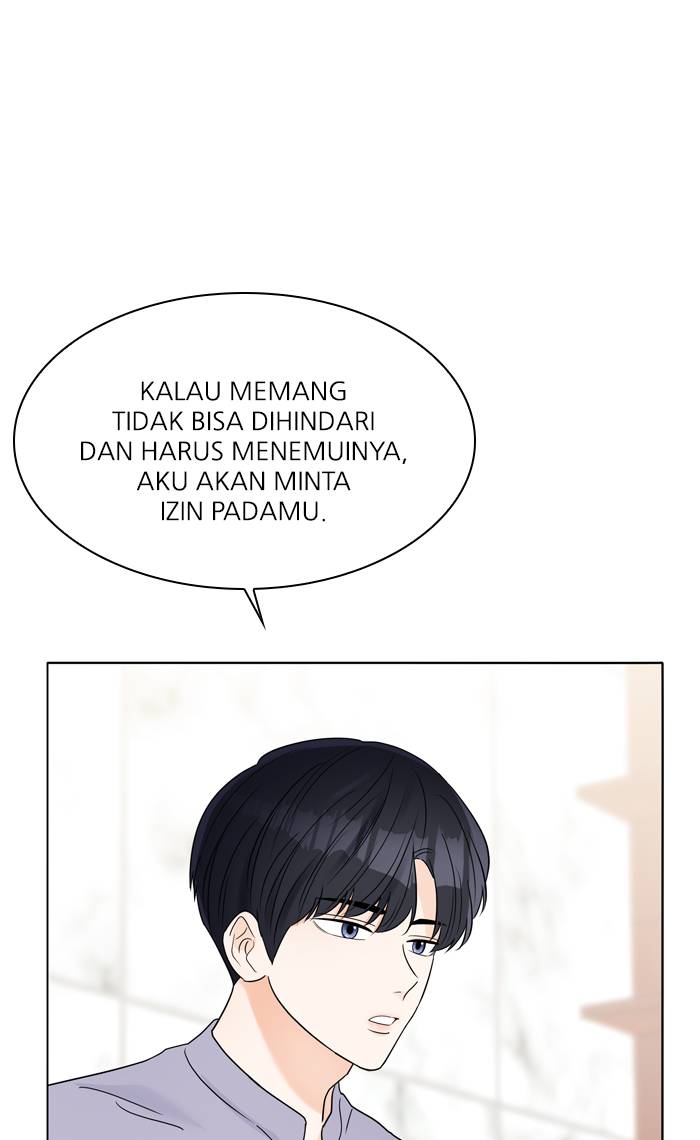 KALAU MEMANG
TIDAK BISA DIHINDARI
DAN HARUS MENEMUINYA,
AKU AKAN MINTA
IZIN PADAMU.